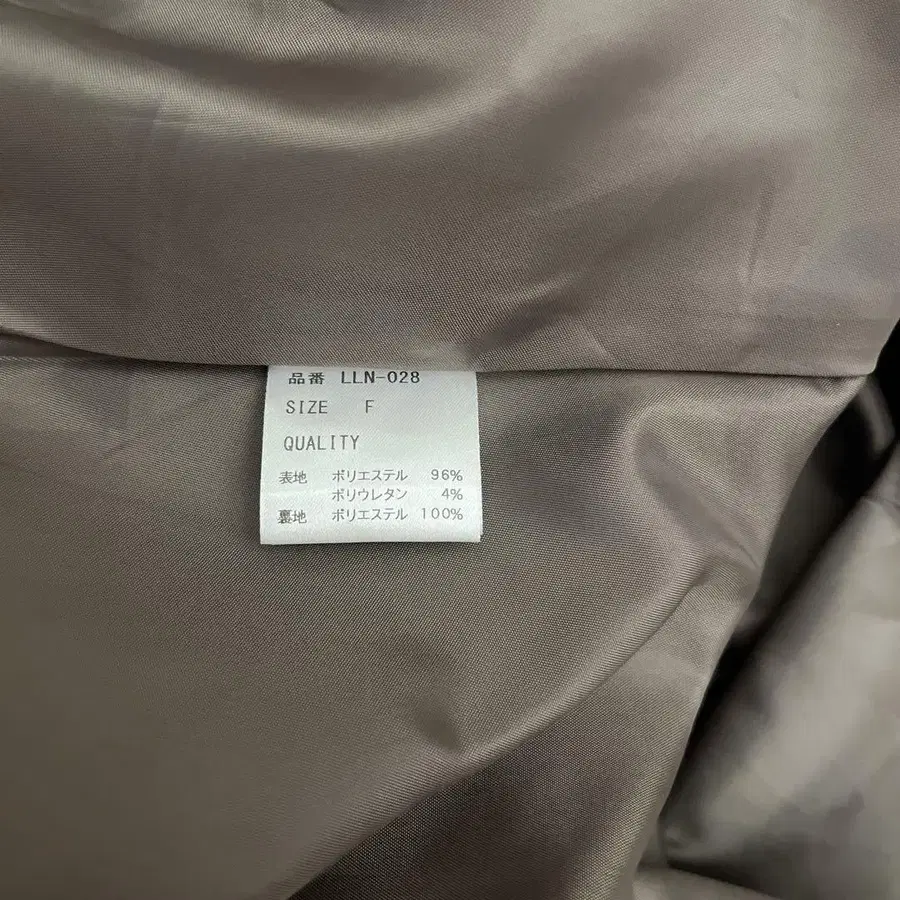 品番 LLN-028
SIZE F
QUALITY
表地 ポリエステル 96%
ポリウレタン 4%
裏地 ポリエステル 100%